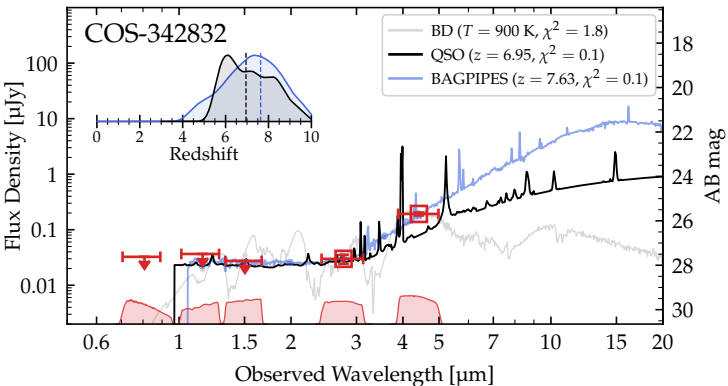 COS-342832
BD (T = 900 K, χ² = 1.8)
QSO (z = 6.95, χ² = 0.1)
BAGPIPES (z = 7.63, χ² = 0.1)
0 2 4 6 8 10
Redshift
100
10
1
0.1
0.01
Flux Density [μJy]
18
20
22
24
26
28
30
AB mag
0.6 1 2 3 4 5 10 15 20
Observed Wavelength [μm]